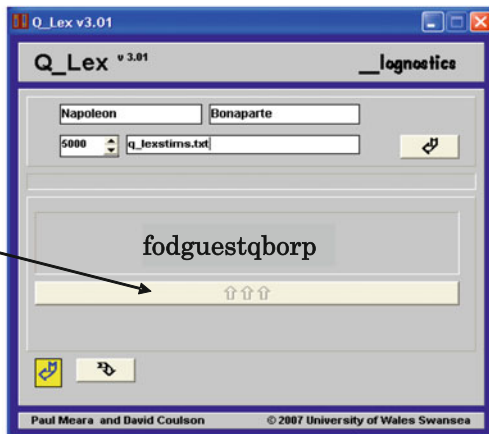 Q_Lex v3.01
Q_Lex v 3.01
__lognostics
Napoleon Bonaparte
5000 q_lexstims.txt
fodguestqborp
⇧⇧⇧
Paul Meara and David Coulson © 2007 University of Wales Swansea